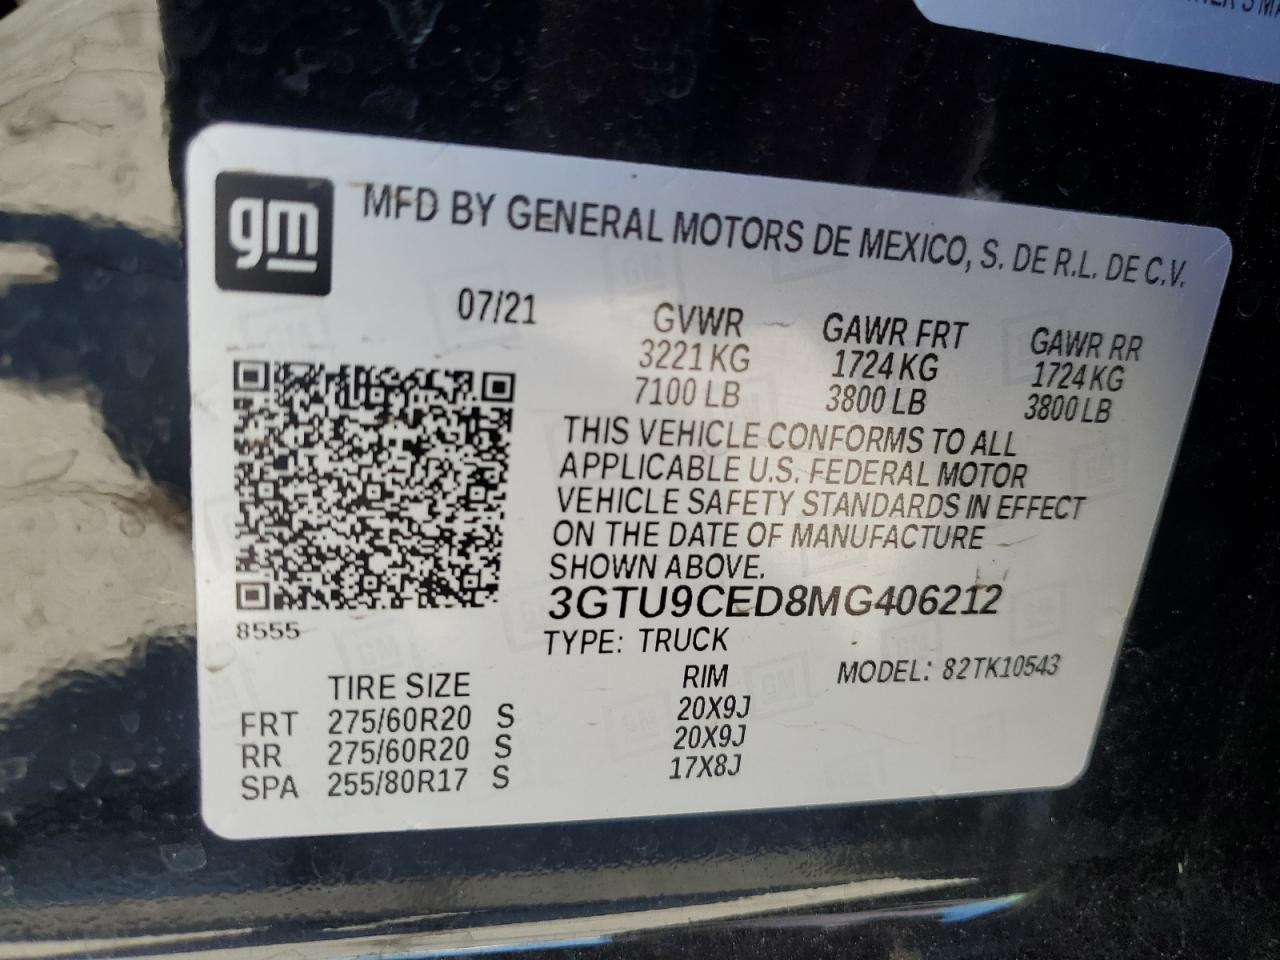 gm
MFD BY GENERAL MOTORS DE MEXICO, S. DE R.L. DE C.V.
07/21 GVWR GAWR FRT GAWR RR
3221 KG 1724 KG 1724 KG
7100 LB 3800 LB 3800 LB
THIS VEHICLE CONFORMS TO ALL
APPLICABLE U.S. FEDERAL MOTOR
VEHICLE SAFETY STANDARDS IN EFFECT
ON THE DATE OF MANUFACTURE
SHOWN ABOVE.
3GTU9CED8MG406212
8555
TYPE: TRUCK
TIRE SIZE RIM MODEL: 82TK10543
FRT 275/60R20 S 20X9J
RR 275/60R20 S 20X9J
SPA 255/80R17 S 17X8J